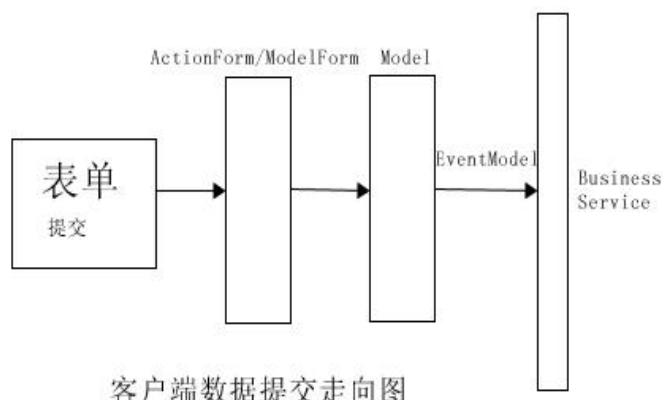 ActionForm/ModelForm Model
表单
提交
EventModel
Business
Service
客户端数据提交走向图